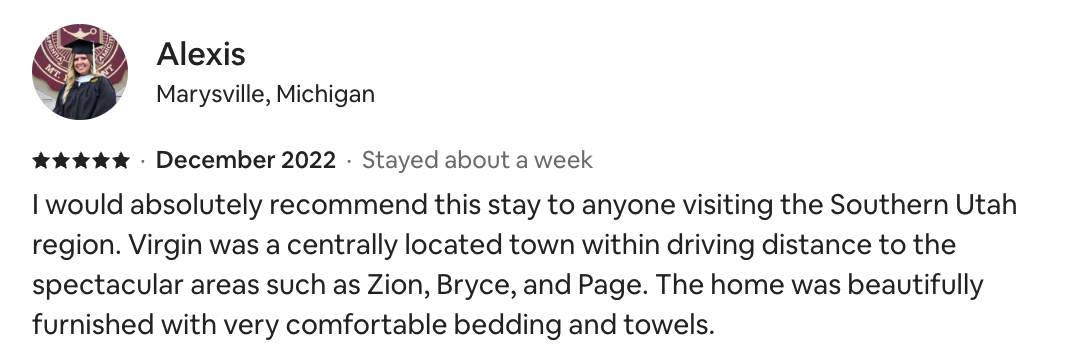 Alexis
Marysville, Michigan
★★★★★ · December 2022 · Stayed about a week
I would absolutely recommend this stay to anyone visiting the Southern Utah
region. Virgin was a centrally located town within driving distance to the
spectacular areas such as Zion, Bryce, and Page. The home was beautifully
furnished with very comfortable bedding and towels.